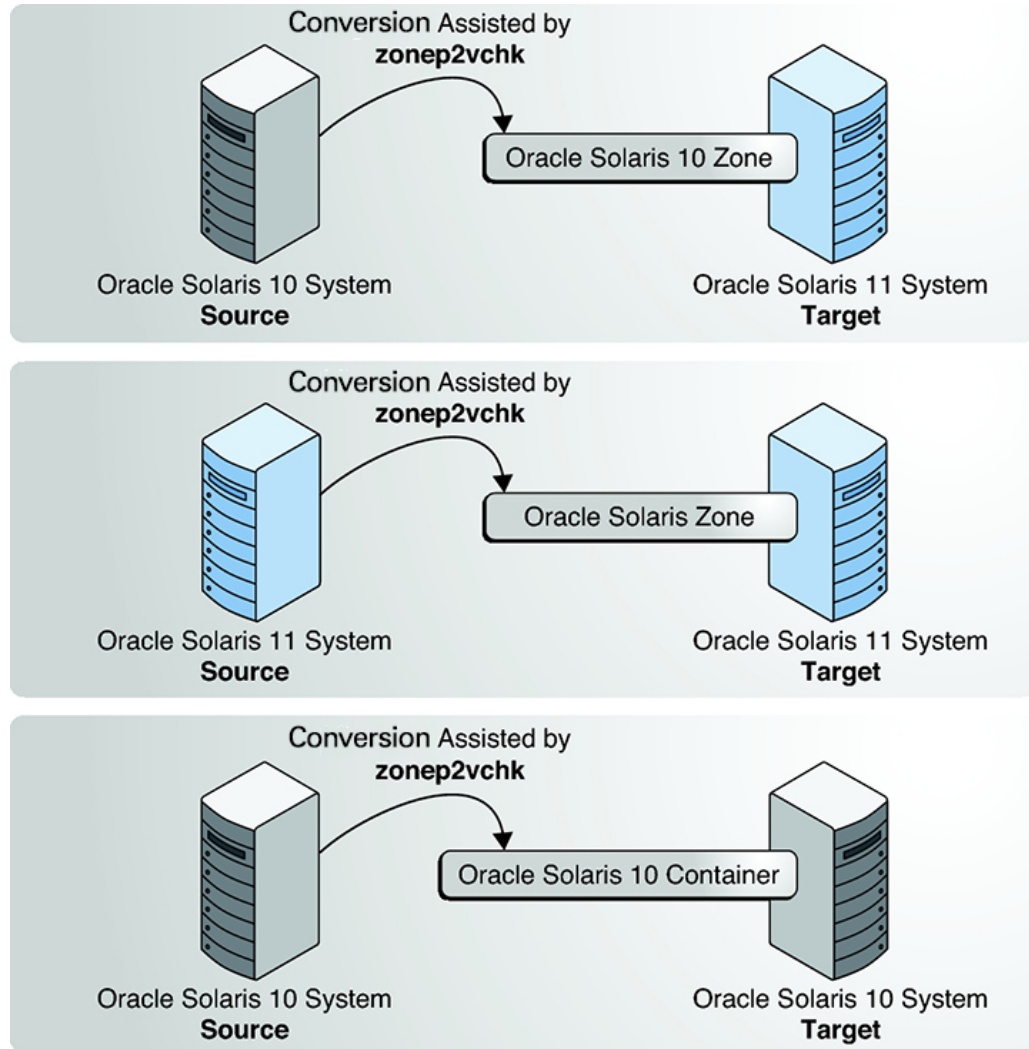 Conversion Assisted by
zonep2vchk
Oracle Solaris 10 Zone
Oracle Solaris 10 System
Source
Oracle Solaris 11 System
Target
Conversion Assisted by
zonep2vchk
Oracle Solaris Zone
Oracle Solaris 11 System
Source
Oracle Solaris 11 System
Target
Conversion Assisted by
zonep2vchk
Oracle Solaris 10 Container
Oracle Solaris 10 System
Source
Oracle Solaris 10 System
Target